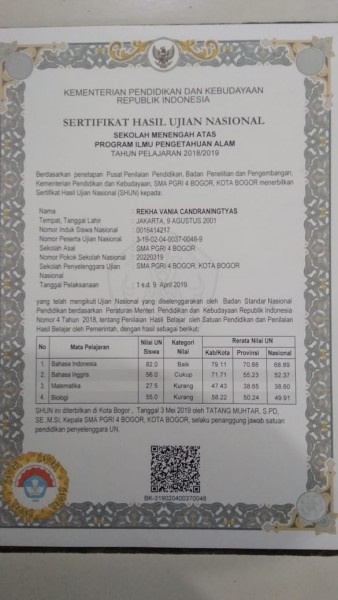 KEMENTERIAN PENDIDIKAN DAN KEBUDAYAAN
REPUBLIK INDONESIA
SERTIFIKAT HASIL UJIAN NASIONAL
SEKOLAH MENENGAH ATAS
PROGRAM ILMU PENGETAHUAN ALAM
TAHUN PELAJARAN 2018/2019
Berdasarkan penetapan Pusat Penilaian Pendidikan, Badan Penelitian dan Pengembangan,
Kementerian Pendidikan dan Kebudayaan, SMA PGRI 4 BOGOR, KOTA BOGOR menerbitkan
Sertifikat Hasil Ujian Nasional (SHUN) kepada:
Nama : REKHA VANIA CANDRANINGTYAS
Tempat, Tanggal Lahir : JAKARTA, 9 AGUSTUS 2001
Nomor Induk Siswa Nasional : 0016414217
Nomor Peserta Ujian Nasional : 3-19-02-04-0037-0048-9
Sekolah Asal : SMA PGRI 4 BOGOR
Nomor Pokok Sekolah Nasional : 20220319
Sekolah Penyelenggara Ujian : SMA PGRI 4 BOGOR, KOTA BOGOR
Nasional
Tanggal Pelaksanaan : 1 s.d. 9 April 2019
yang telah mengikuti Ujian Nasional yang diselenggarakan oleh Badan Standar Nasional
Pendidikan berdasarkan Peraturan Menteri Pendidikan dan Kebudayaan Republik Indonesia
Nomor 4 Tahun 2018, tentang Penilaian Hasil Belajar oleh Satuan Pendidikan dan Penilaian
Hasil Belajar oleh Pemerintah, dengan hasil sebagai berikut:
No Mata Pelajaran Nilai UN Siswa Kategori Nilai Rerata Nilai UN
Kab/Kota Provinsi Nasional
1. Bahasa Indonesia 82.0 Baik 79.11 70.66 69.69
2. Bahasa Inggris 56.0 Cukup 71.71 55.23 52.37
3. Matematika 27.5 Kurang 47.43 38.65 38.60
4. Biologi 55.0 Kurang 58.22 50.24 49.91
SHUN ini diterbitkan di Kota Bogor , Tanggal 3 Mei 2019 oleh TATANG MUHTAR, S.PD,
SE.,M.SI, Kepala SMA PGRI 4 BOGOR, KOTA BOGOR, selaku penanggung jawab satuan
pendidikan penyelenggara UN.
BK-319020400370048